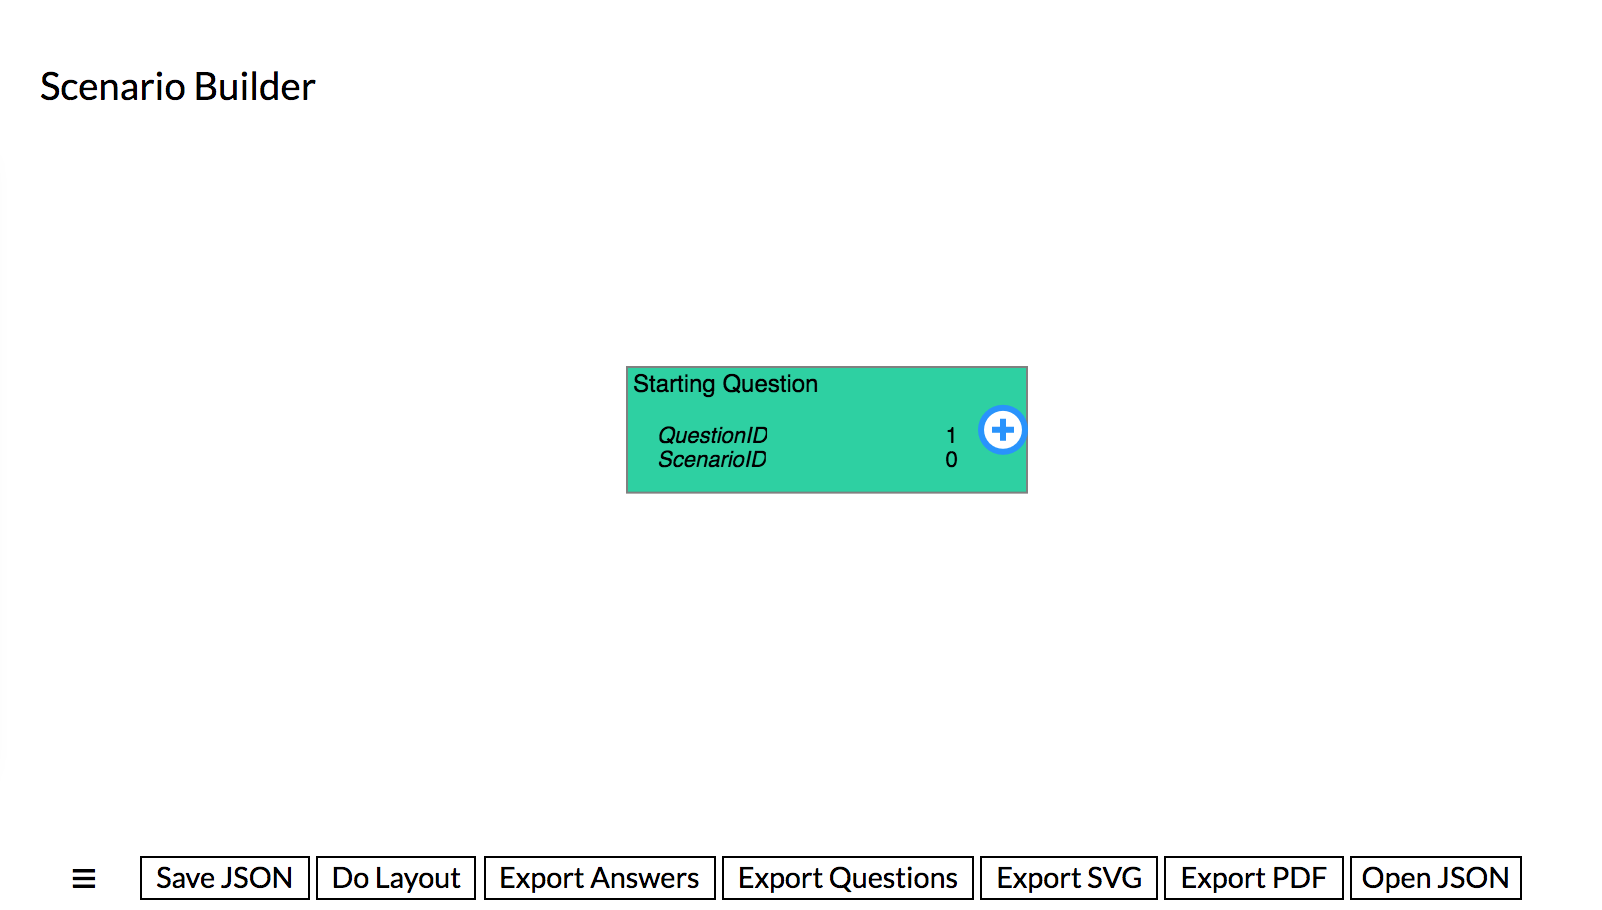 Scenario Builder
Starting Question
QuestionID 1
ScenarioID 0
Save JSON Do Layout Export Answers Export Questions Export SVG Export PDF Open JSON